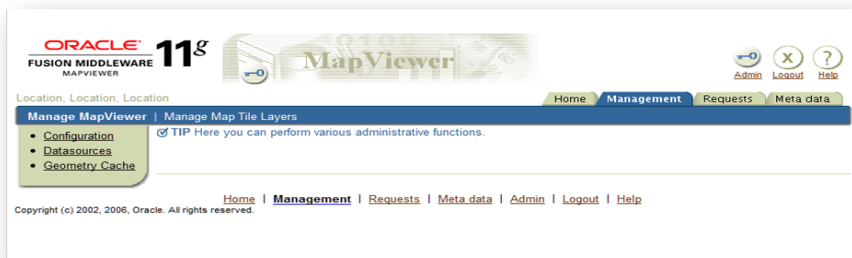 ORACLE
FUSION MIDDLEWARE 11g
MAPVIEWER
MapViewer
Admin Logout Help
Location, Location, Location
Home Management Requests Meta data
Manage MapViewer | Manage Map Tile Layers
Configuration
Datasources
Geometry Cache
TIP Here you can perform various administrative functions.
Home | Management | Requests | Meta data | Admin | Logout | Help
Copyright (c) 2002, 2006, Oracle. All rights reserved.